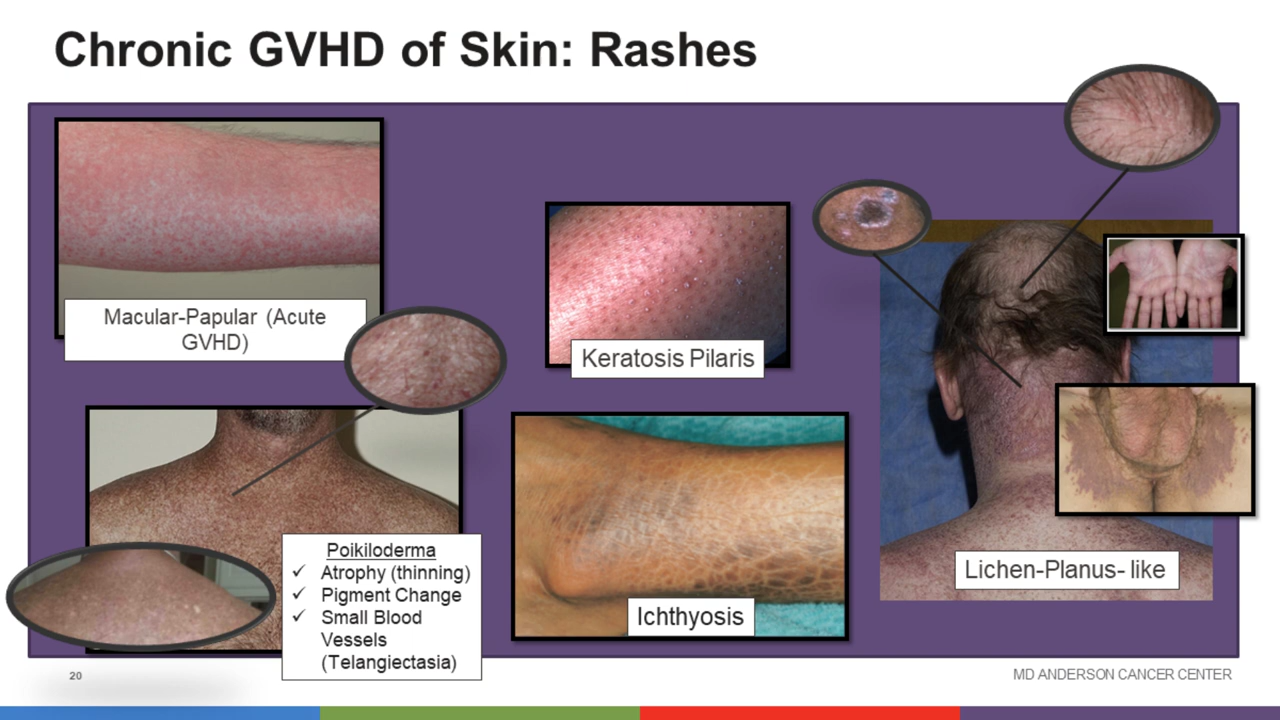 Chronic GVHD of Skin: Rashes
Macular-Papular (Acute
GVHD)
Keratosis Pilaris
Poikiloderma
✓ Atrophy (thinning)
✓ Pigment Change
✓ Small Blood
Vessels
(Telangiectasia)
Ichthyosis
Lichen-Planus- like
20
MD ANDERSON CANCER CENTER